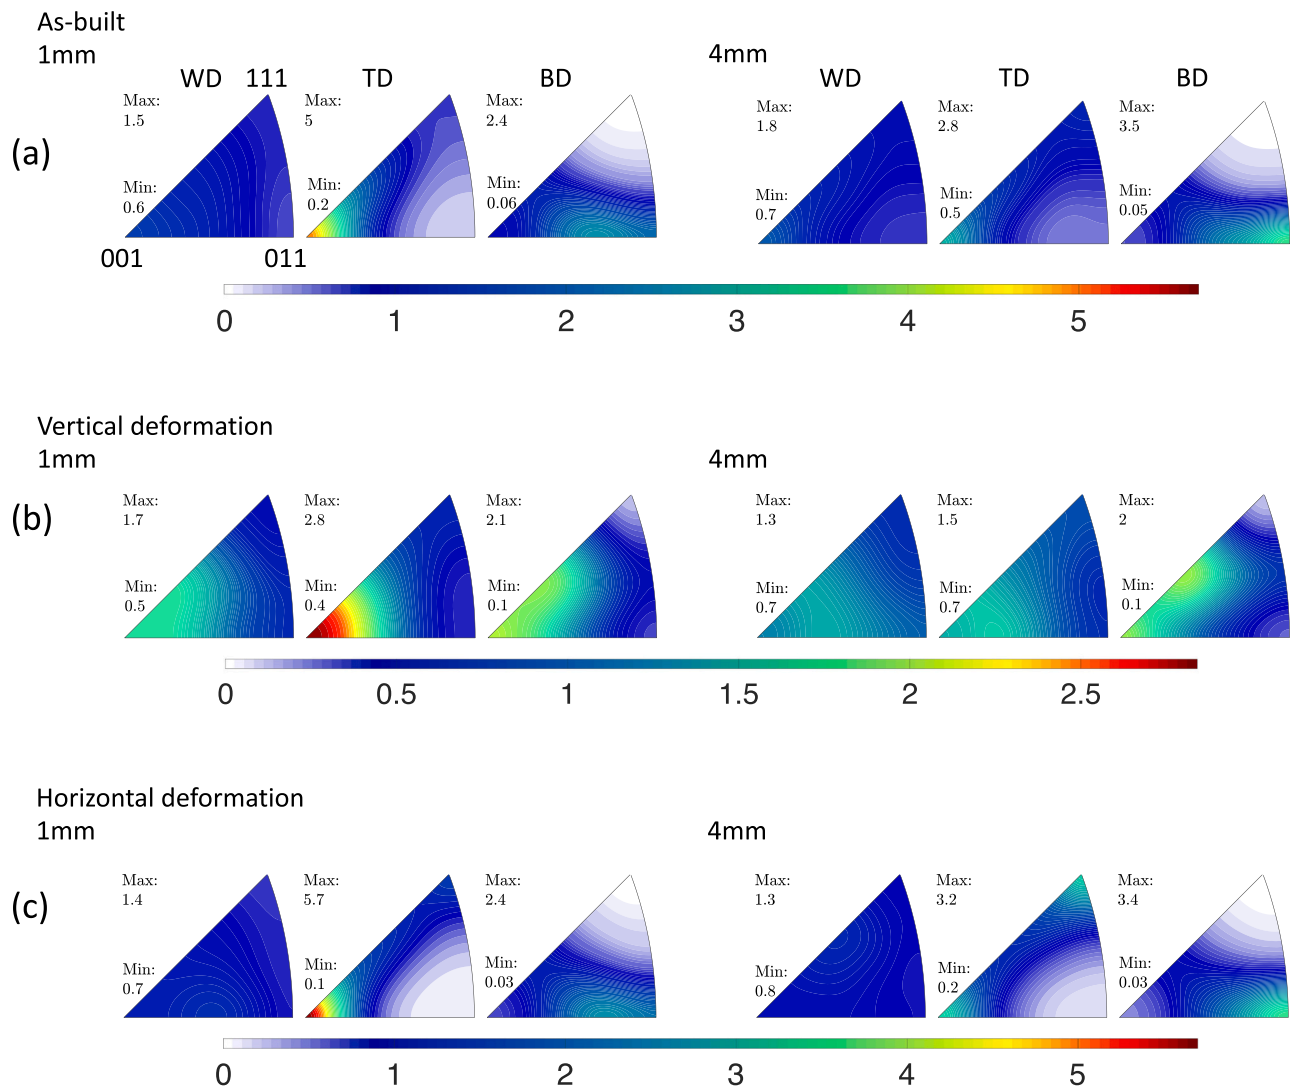 As-built
1mm
4mm
WD 111 TD BD WD TD BD
(a)
Max: 1.5 Max: 5 Max: 2.4 Max: 1.8 Max: 2.8 Max: 3.5
Min: 0.6 Min: 0.2 Min: 0.06 Min: 0.7 Min: 0.5 Min: 0.05
001 011
0 1 2 3 4 5
Vertical deformation
1mm 4mm
(b)
Max: 1.7 Max: 2.8 Max: 2.1 Max: 1.3 Max: 1.5 Max: 2
Min: 0.5 Min: 0.4 Min: 0.1 Min: 0.7 Min: 0.7 Min: 0.1
0 0.5 1 1.5 2 2.5
Horizontal deformation
1mm 4mm
(c)
Max: 1.4 Max: 5.7 Max: 2.4 Max: 1.3 Max: 3.2 Max: 3.4
Min: 0.7 Min: 0.1 Min: 0.03 Min: 0.8 Min: 0.2 Min: 0.03
0 1 2 3 4 5